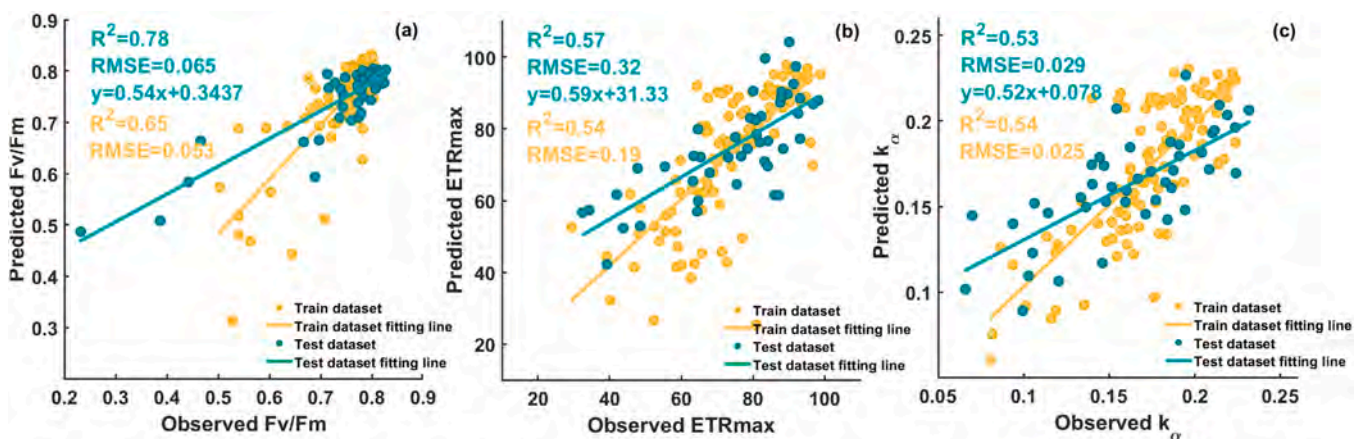 (a)
R²=0.78
RMSE=0.065
y=0.54x+0.3437
R²=0.65
RMSE=0.053
Predicted Fv/Fm
0.9
0.8
0.7
0.6
0.5
0.4
0.3
Train dataset
Train dataset fitting line
Test dataset
Test dataset fitting line
0.2 0.3 0.4 0.5 0.6 0.7 0.8 0.9
Observed Fv/Fm
(b)
R²=0.57
RMSE=0.32
y=0.59x+31.33
R²=0.54
RMSE=0.19
Predicted ETRmax
100
80
60
40
20
Train dataset
Train dataset fitting line
Test dataset
Test dataset fitting line
20 40 60 80 100
Observed ETRmax
(c)
R²=0.53
RMSE=0.029
y=0.52x+0.078
R²=0.54
RMSE=0.025
Predicted kα
0.25
0.2
0.15
0.1
Train dataset
Train dataset fitting line
Test dataset
Test dataset fitting line
0.1 0.15 0.2 0.25
Observed kα